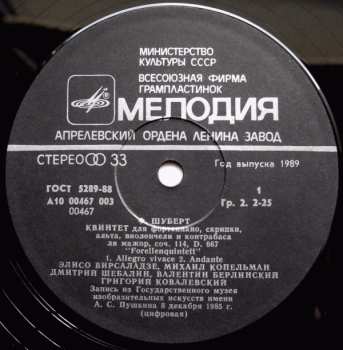 МИНИСТЕРСТВО
КУЛЬТУРЫ СССР
ВСЕСОЮЗНАЯ ФИРМА
ГРАМПЛАСТИНОК
МЕЛОДИЯ
АПРЕЛЕВСКИЙ ОРДЕНА ЛЕНИНА ЗАВОД
СТЕРЕО 33
Год выпуска 1989
ГОСТ 5289-88
1
А10 00467 003
Гр. 2. 2-25
00467
Ф. ШУБЕРТ
КВИНТЕТ для фортепиано, скрипки,
альта, виолончели и контрабаса
ля мажор, соч. 114, D. 667
"Forellenquintett"
1. Allegro vivace 2. Andante
ЭЛИСО ВИРСАЛАДЗЕ, МИХАИЛ КОПЕЛЬМАН
ДМИТРИЙ ШЕБАЛИН, ВАЛЕНТИН БЕРЛИНСКИЙ
ГРИГОРИЙ КОВАЛЕВСКИЙ
Запись из Государственного музея
изобразительных искусств имени
А. С. Пушкина 8 декабря 1985 г.
(цифровая)